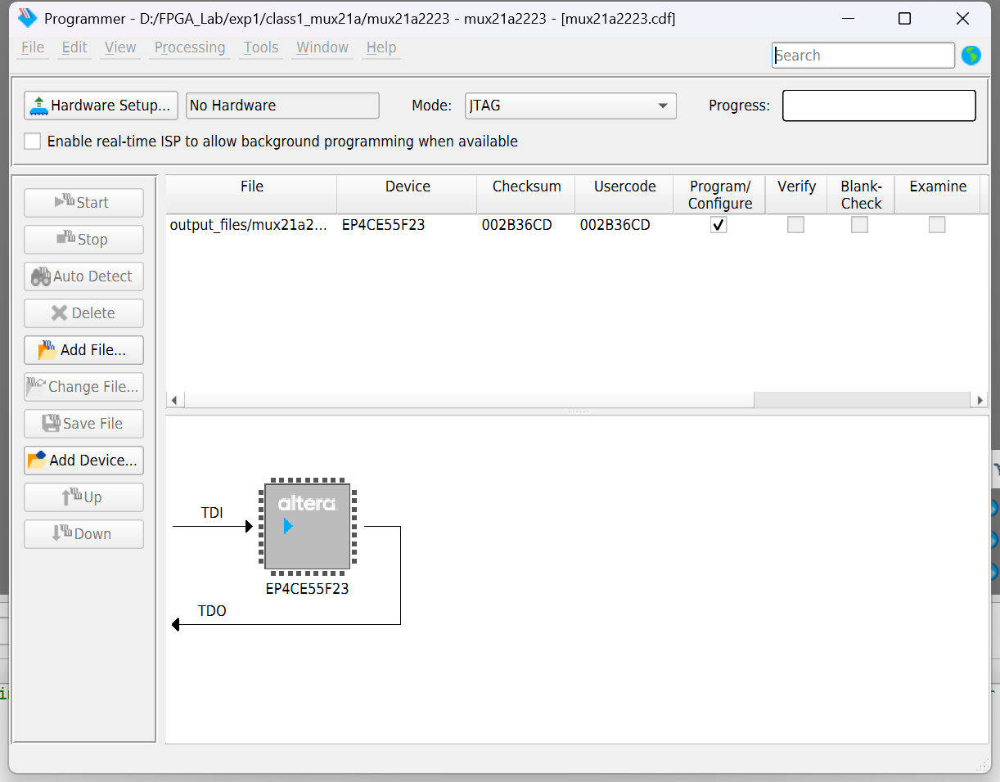 Programmer - D:/FPGA_Lab/exp1/class1_mux21a/mux21a2223 - mux21a2223 - [mux21a2223.cdf]
File Edit View Processing Tools Window Help Search
Hardware Setup... No Hardware Mode: JTAG Progress:
Enable real-time ISP to allow background programming when available
Start
Stop
Auto Detect
Delete
Add File...
Change File...
Save File
Add Device...
Up
Down
File Device Checksum Usercode Program/ Configure Verify Blank- Check Examine
output_files/mux21a2... EP4CE55F23 002B36CD 002B36CD
altera
TDI
EP4CE55F23
TDO